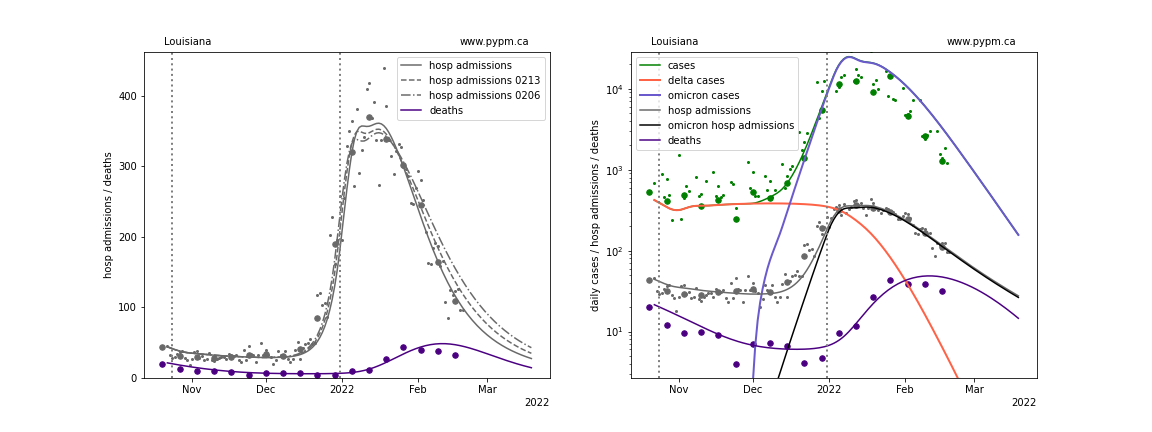 Louisiana
www.pypm.ca
hosp admissions
hosp admissions 0213
hosp admissions 0206
deaths
hosp admissions / deaths
400
300
200
100
0
Nov
Dec
2022
Feb
Mar
2022
Louisiana
www.pypm.ca
cases
delta cases
omicron cases
hosp admissions
omicron hosp admissions
deaths
daily cases / hosp admissions / deaths
10⁴
10³
10²
10¹
Nov
Dec
2022
Feb
Mar
2022